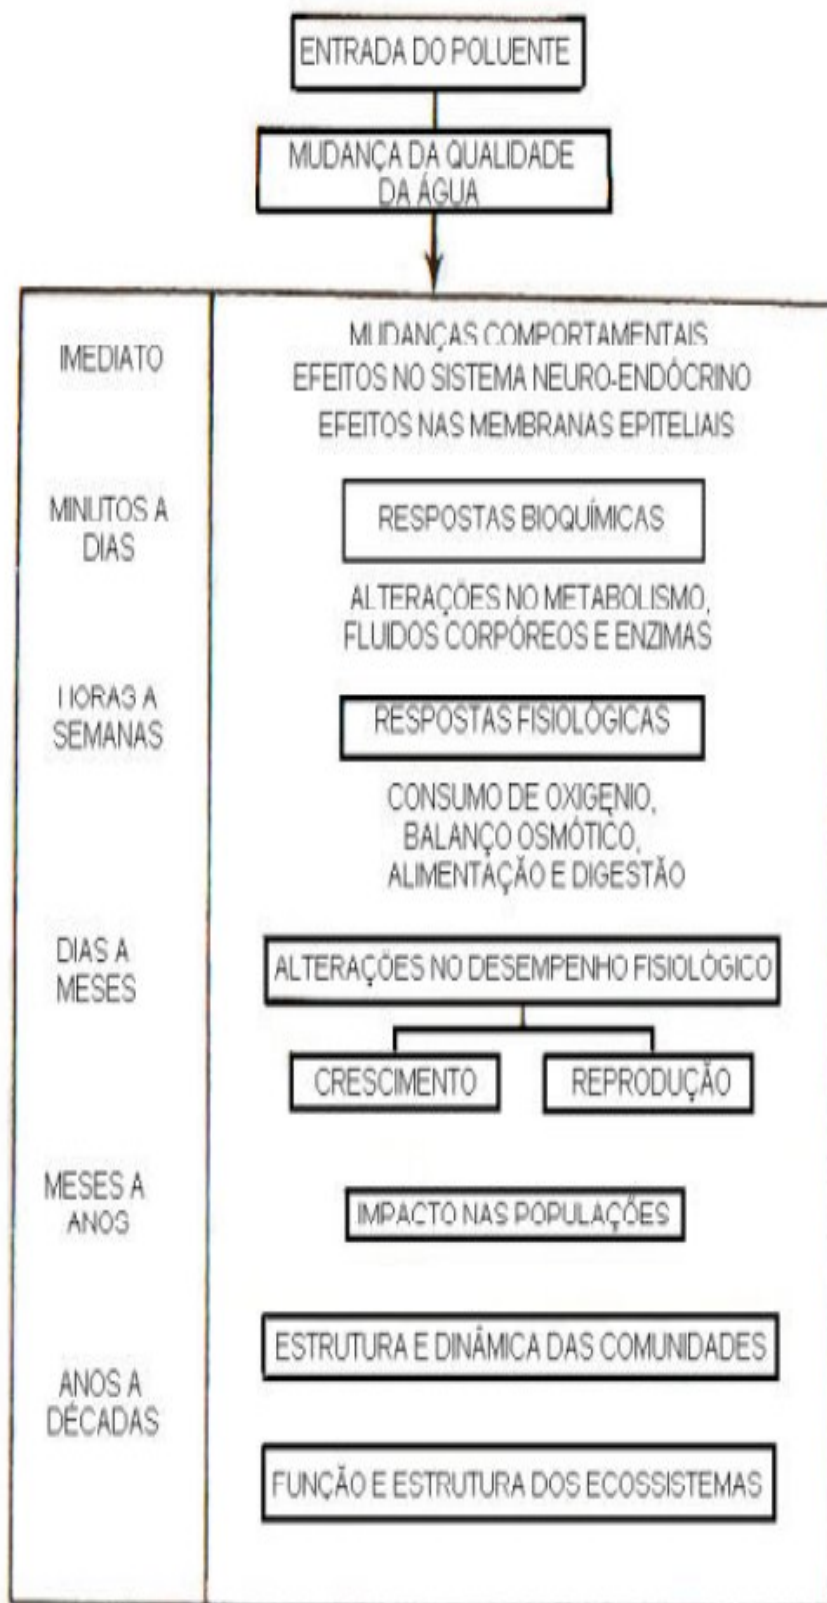 ENTRADA DO POLUENTE
MUDANÇA DA QUALIDADE
DA ÁGUA
IMEDIATO
MUDANÇAS COMPORTAMENTAIS
EFEITOS NO SISTEMA NEURO-ENDÓCRINO
EFEITOS NAS MEMBRANAS EPITELIAIS
MINUTOS A
DIAS
RESPOSTAS BIOQUÍMICAS
ALTERAÇÕES NO METABOLISMO,
FLUIDOS CORPÓREOS E ENZIMAS
HORAS A
SEMANAS
RESPOSTAS FISIOLÓGICAS
CONSUMO DE OXIGENIO,
BALANÇO OSMÓTICO,
ALIMENTAÇÃO E DIGESTÃO
DIAS A
MESES
ALTERAÇÕES NO DESEMPENHO FISIOLÓGICO
CRESCIMENTO
REPRODUÇÃO
MESES A
ANOS
IMPACTO NAS POPULAÇÕES
ANOS A
DÉCADAS
ESTRUTURA E DINÂMICA DAS COMUNIDADES
FUNÇÃO E ESTRUTURA DOS ECOSSISTEMAS